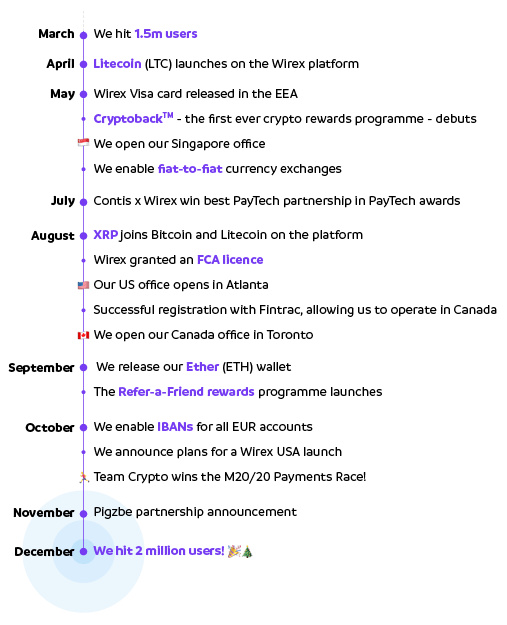 March We hit 1.5m users
April Litecoin (LTC) launches on the Wirex platform
May Wirex Visa card released in the EEA
Cryptoback™ - the first ever crypto rewards programme - debuts
We open our Singapore office
We enable fiat-to-fiat currency exchanges
July Contis x Wirex win best PayTech partnership in PayTech awards
August XRP joins Bitcoin and Litecoin on the platform
Wirex granted an FCA licence
Our US office opens in Atlanta
Successful registration with Fintrac, allowing us to operate in Canada
We open our Canada office in Toronto
September We release our Ether (ETH) wallet
The Refer-a-Friend rewards programme launches
October We enable IBANs for all EUR accounts
We announce plans for a Wirex USA launch
Team Crypto wins the M20/20 Payments Race!
November Pigzbe partnership announcement
December We hit 2 million users! 🎉🎄